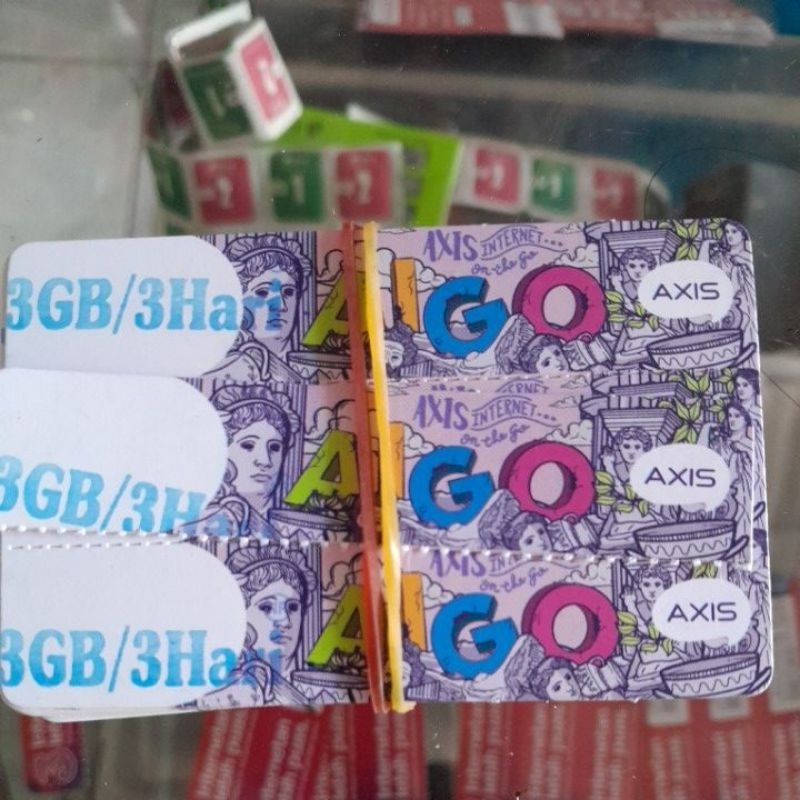 AXIS INTERNET...
on the Go
3GB/3Hari
AIGO
AXIS
AXIS INTERNET...
on the Go
3GB/3Hari
AIGO
AXIS
AXIS
on the Go
3GB/3Hari
AIGO
AXIS